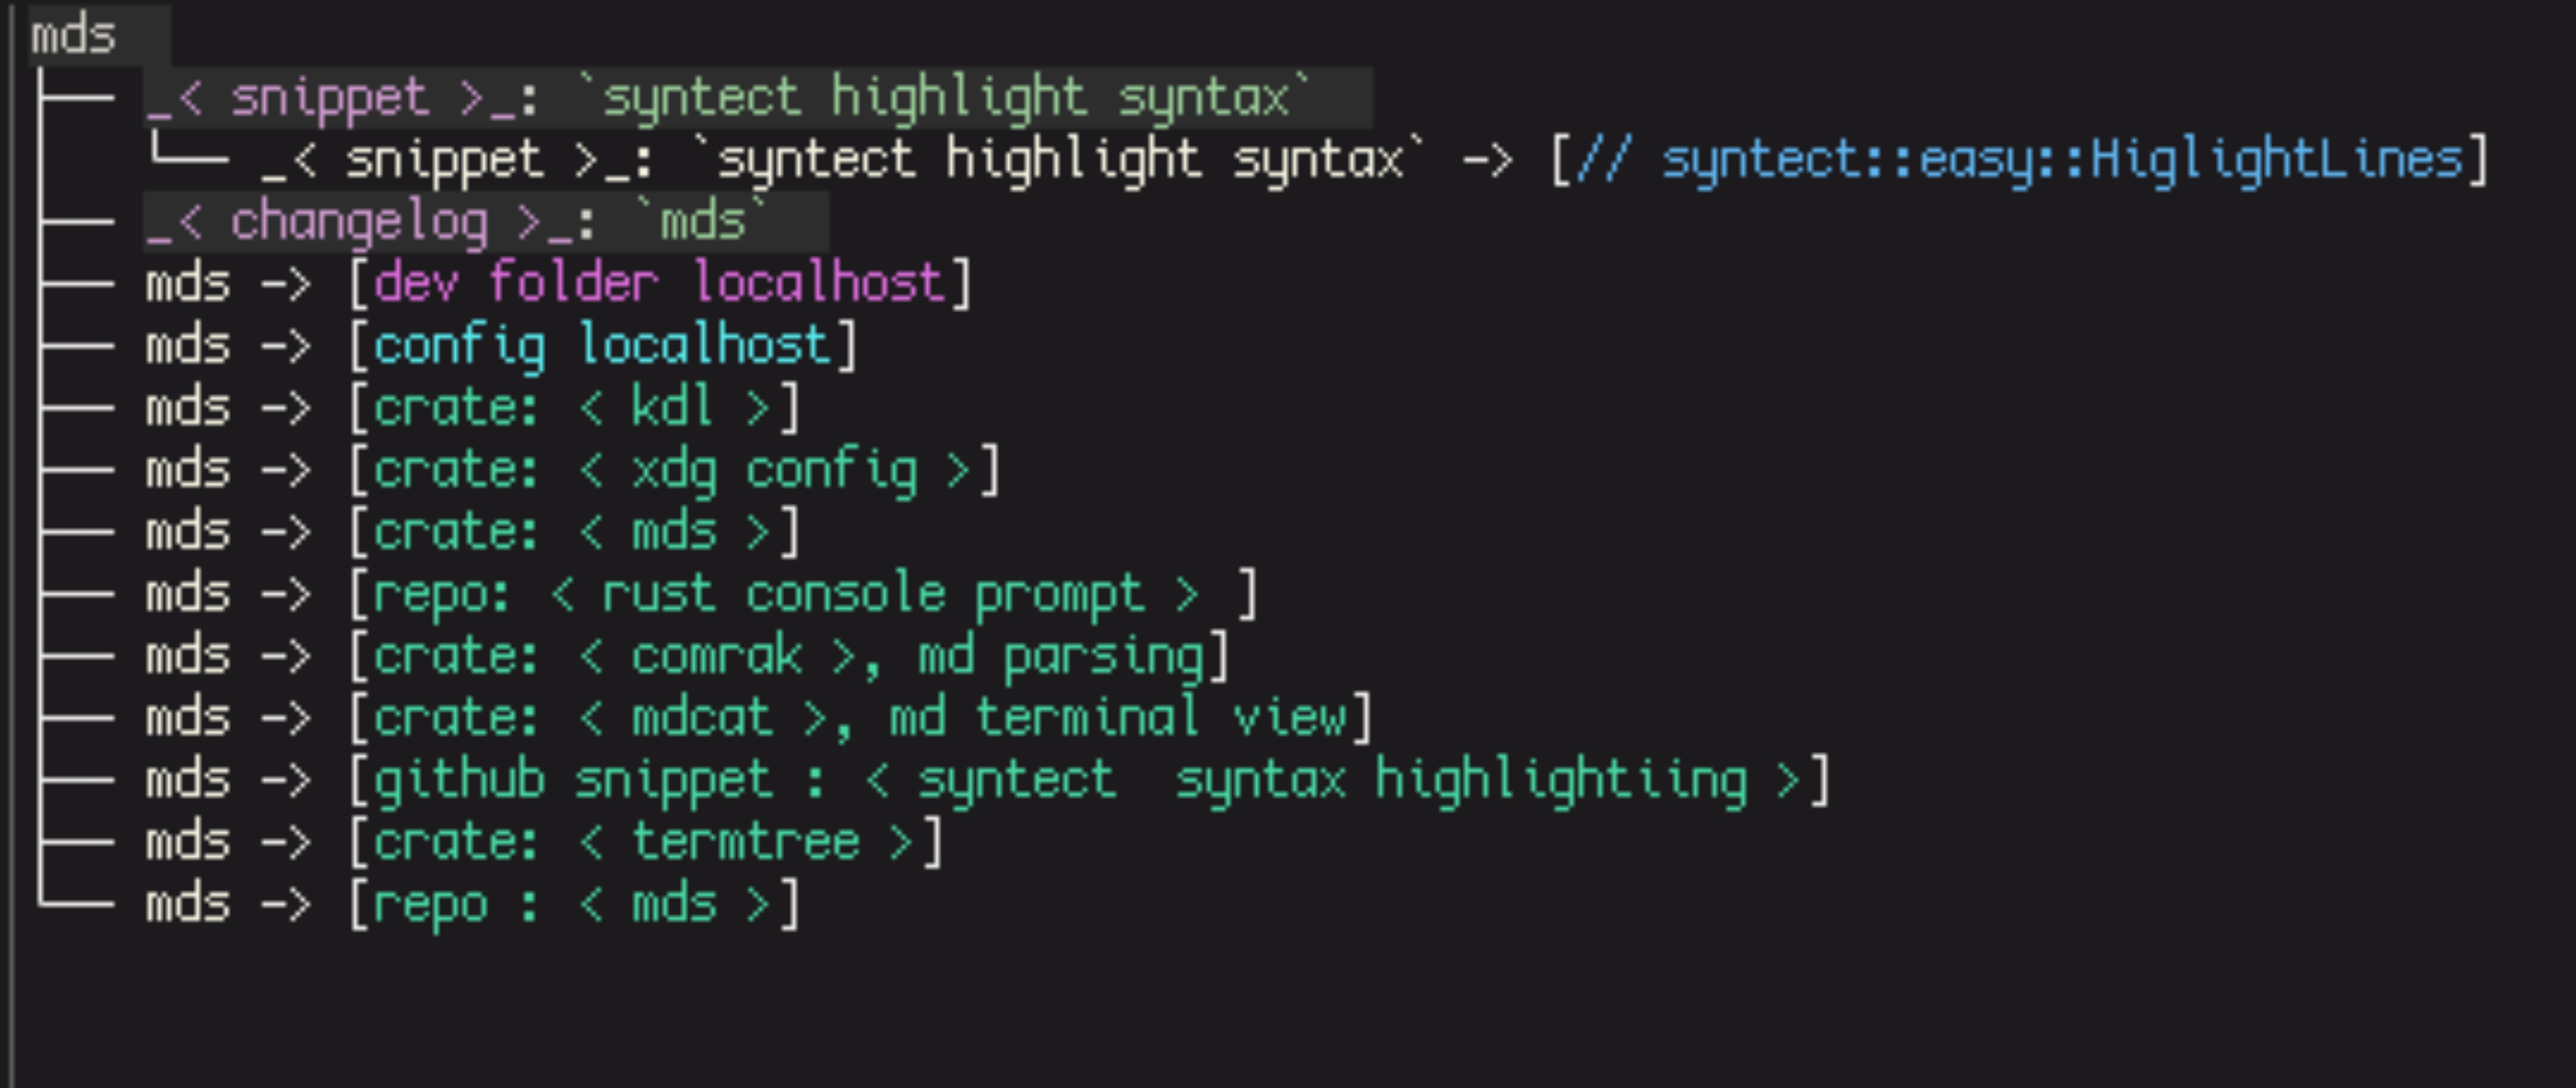 mds
├── _< snippet >_: `syntect highlight syntax`
│   └── _< snippet >_: `syntect highlight syntax` -> [// syntect::easy::HiglightLines]
├── _< changelog >_: `mds`
├── mds -> [dev folder localhost]
├── mds -> [config localhost]
├── mds -> [crate: < kdl >]
├── mds -> [crate: < xdg config >]
├── mds -> [crate: < mds >]
├── mds -> [repo: < rust console prompt > ]
├── mds -> [crate: < comrak >, md parsing]
├── mds -> [crate: < mdcat >, md terminal view]
├── mds -> [github snippet : < syntect  syntax highlightiing >]
├── mds -> [crate: < termtree >]
└── mds -> [repo : < mds >]